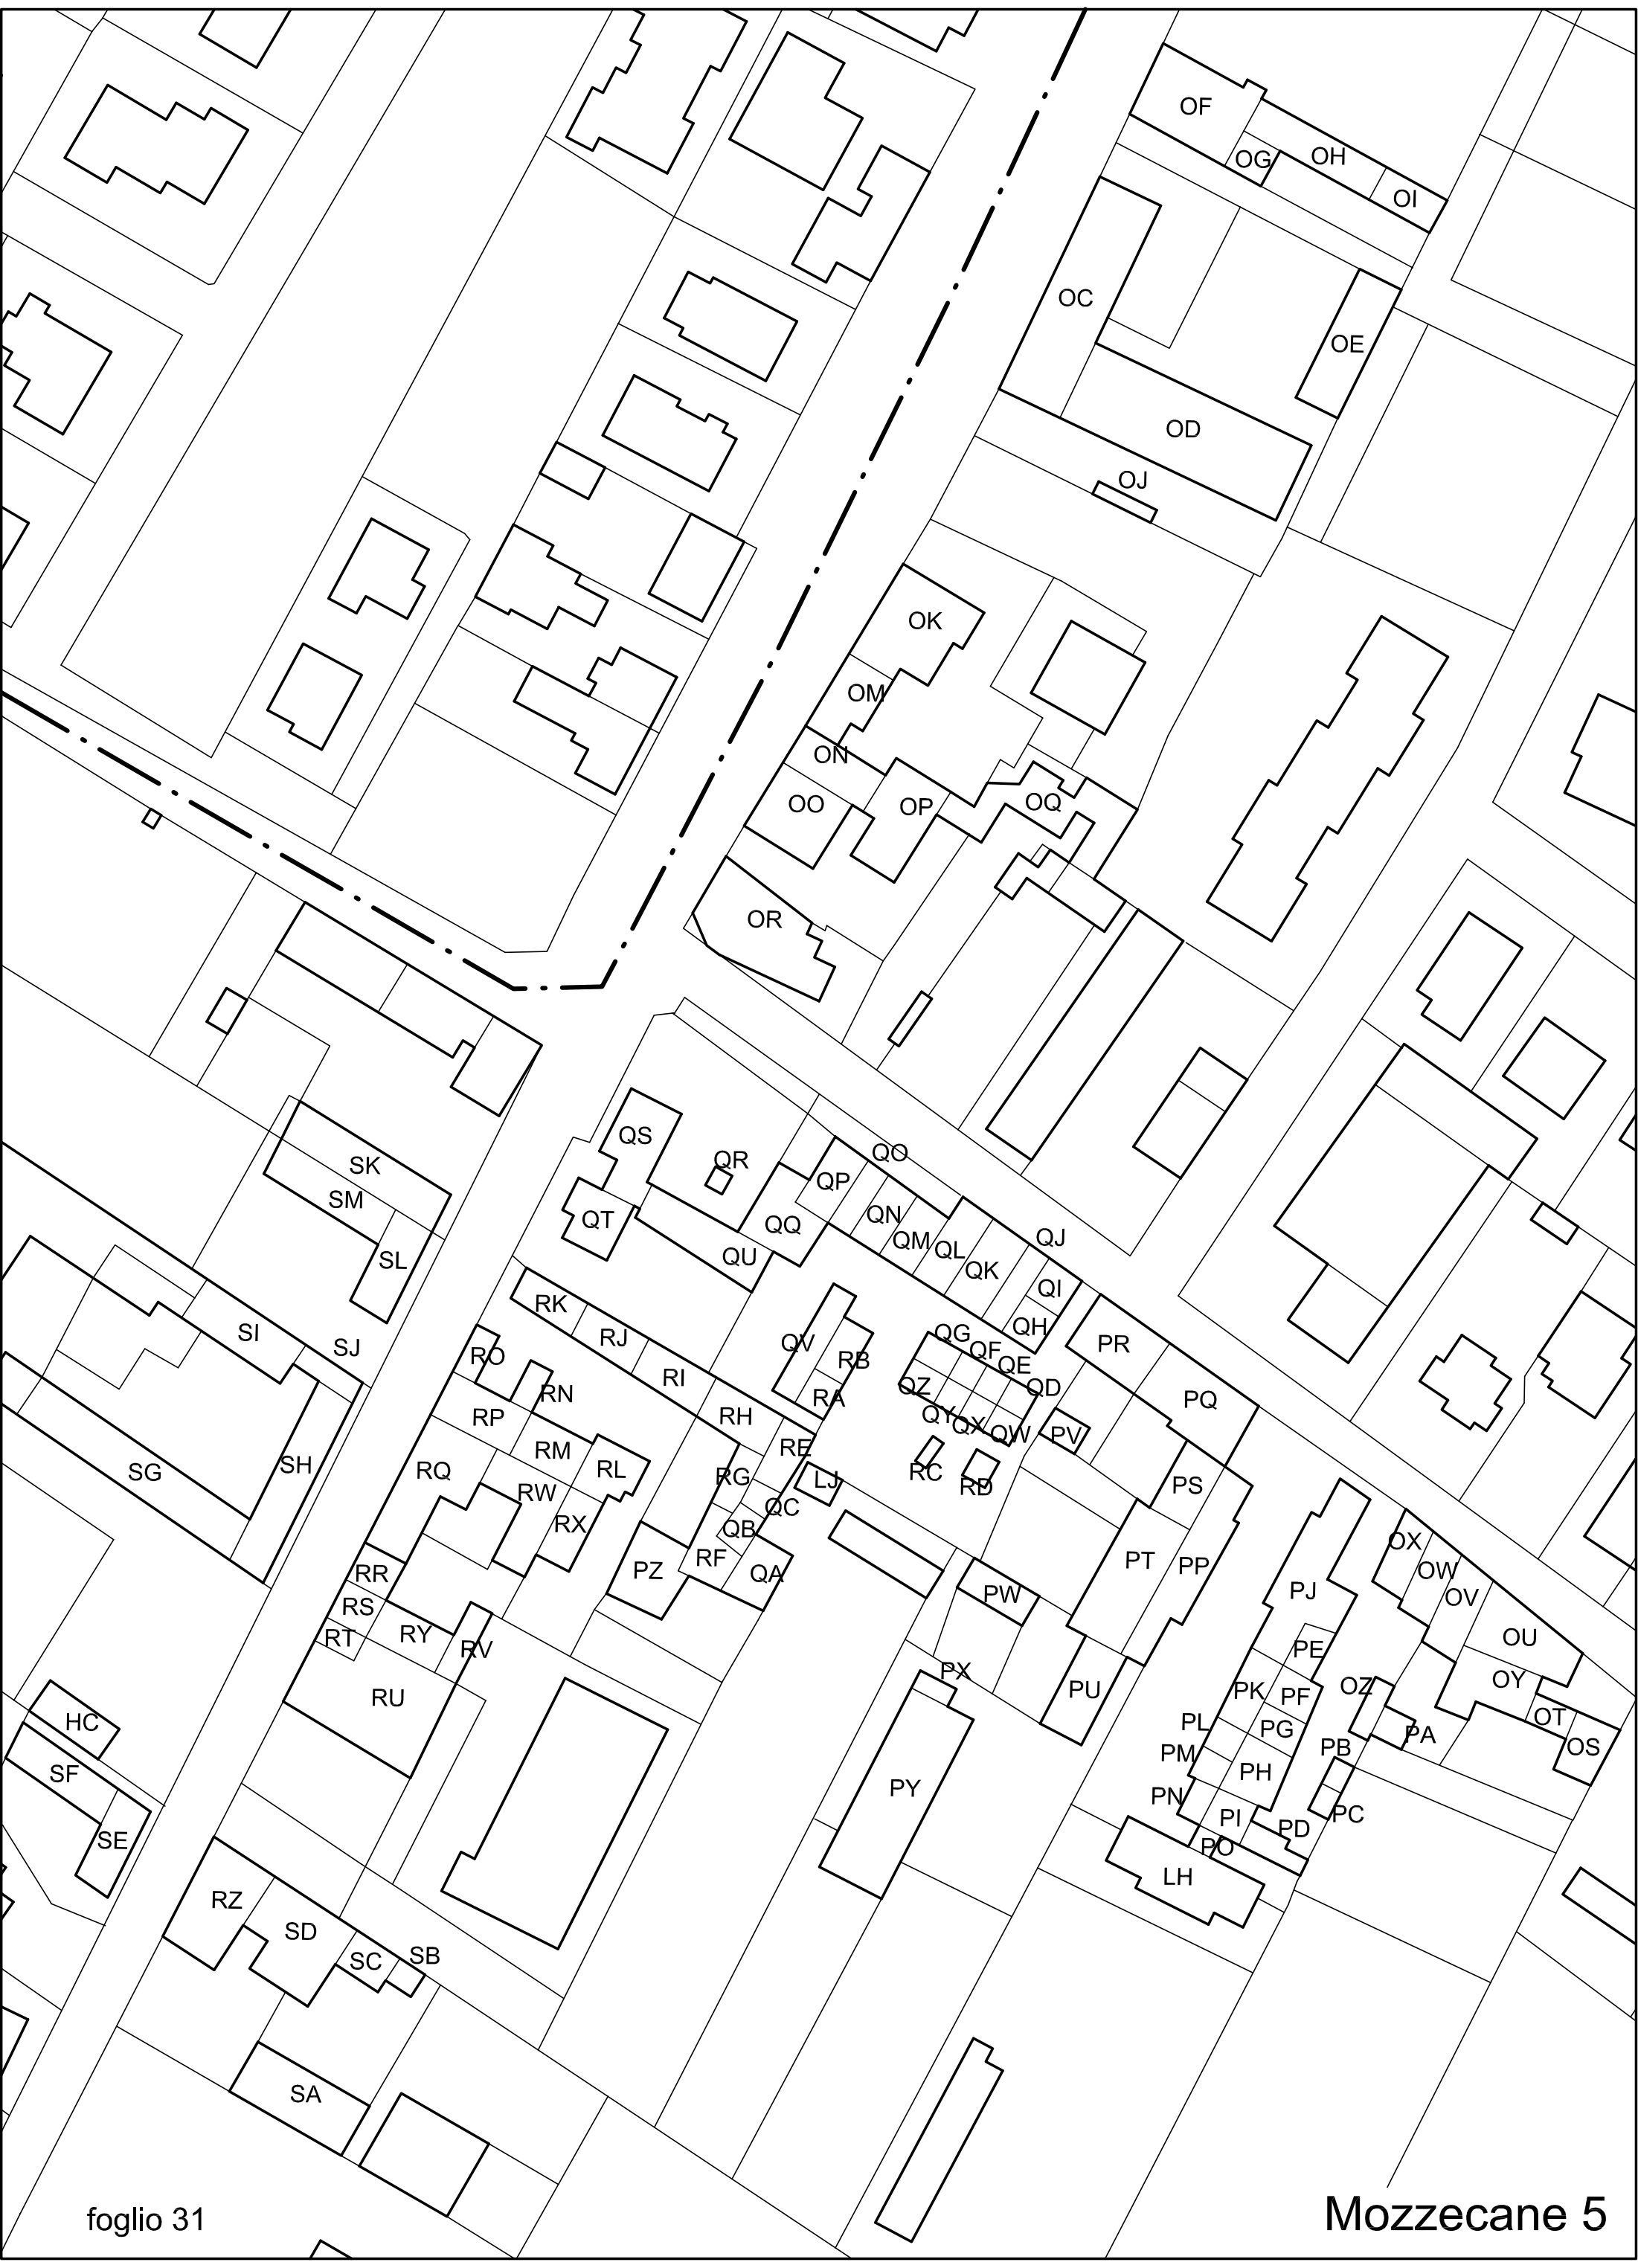 OF
OG
OH
OI
OC
OE
OD
OJ
OK
OM
ON
OO
OP
OQ
OR
QS
QR
QO
QT
QP
QQ
QN
QM
QL
QK
QJ
QU
QI
QH
SK
SM
SL
SI
SJ
SG
SH
RK
RJ
RI
RH
QV
RB
RA
QG
QF
QE
QD
QZ
QY
QX
QW
PR
PQ
PV
RO
RN
RP
RM
RQ
RL
RW
RX
RE
RG
LJ
QC
QB
RC
RD
PS
RR
RS
RT
RY
RV
RU
PZ
RF
QA
PW
PT
PP
OX
OW
OV
OU
PJ
PE
PX
PU
PK
PF
OZ
OY
OT
OS
PL
PG
PA
PB
PM
PH
PY
PN
PI
PC
PD
PO
LH
HC
SF
SE
RZ
SD
SC
SB
SA
foglio 31
Mozzecane 5